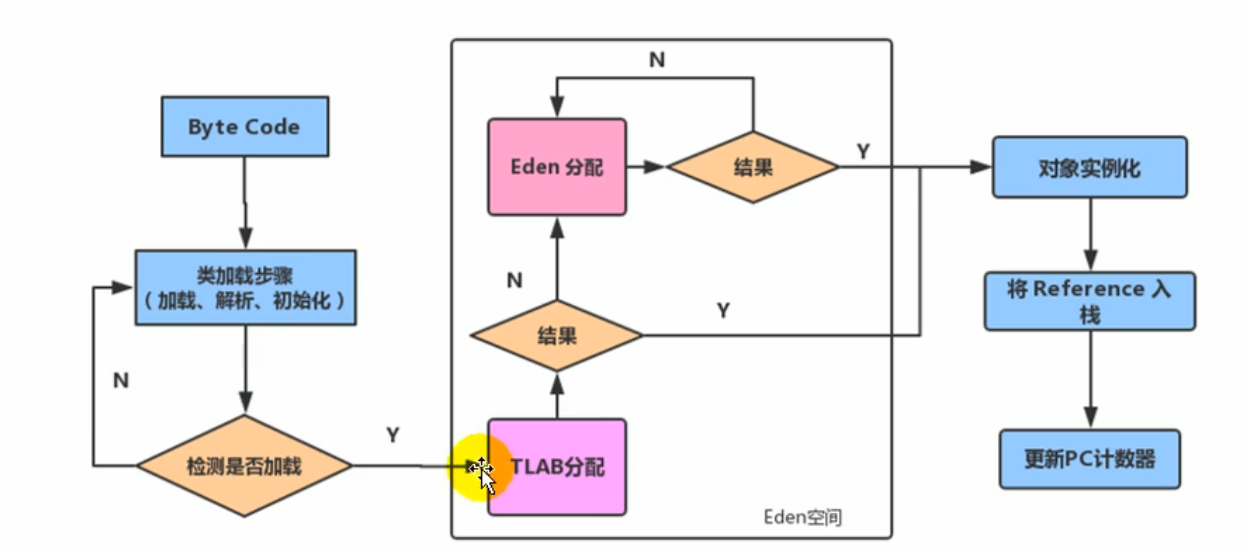 Byte Code
类加载步骤
（加载、解析、初始化）
N
检测是否加载
Y
N
Eden 分配
结果
Y
N
结果
Y
TLAB分配
Eden空间
对象实例化
将 Reference 入
栈
更新PC计数器